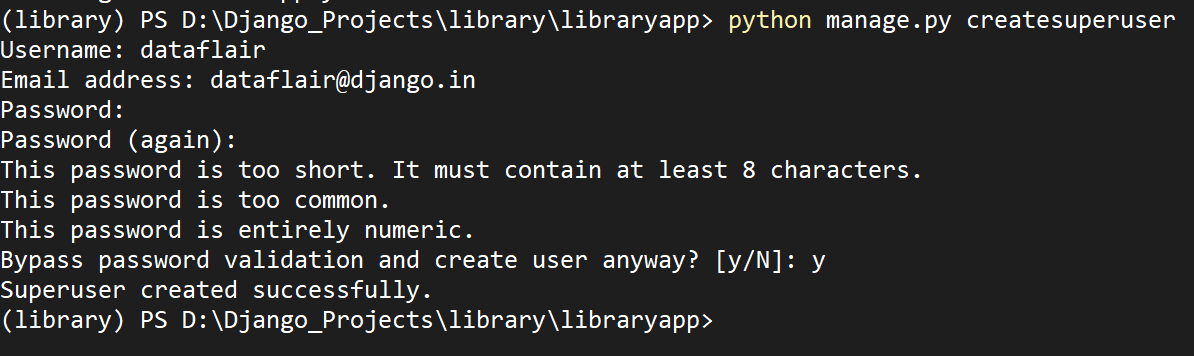 (library) PS D:\Django_Projects\library\libraryapp> python manage.py createsuperuser
Username: dataflair
Email address: dataflair@django.in
Password:
Password (again):
This password is too short. It must contain at least 8 characters.
This password is too common.
This password is entirely numeric.
Bypass password validation and create user anyway? [y/N]: y
Superuser created successfully.
(library) PS D:\Django_Projects\library\libraryapp>